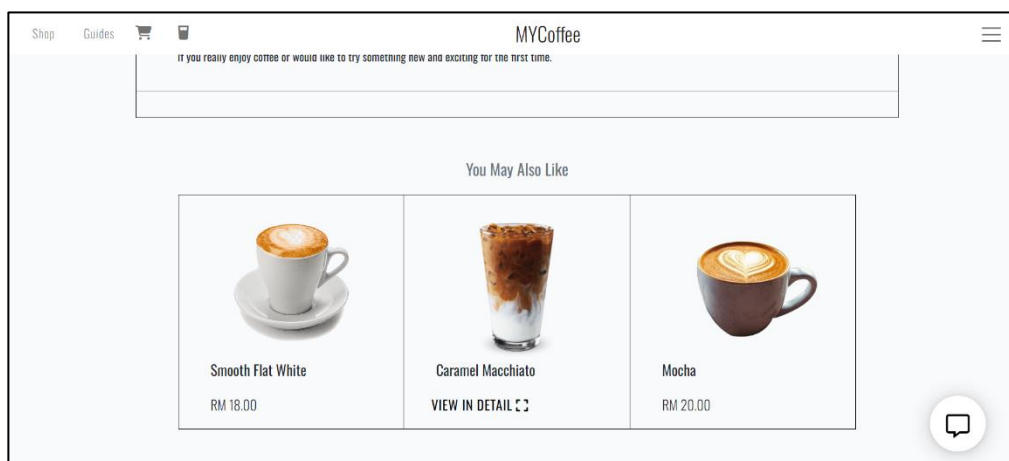 Shop Guides MYCoffee
If you really enjoy coffee or would like to try something new and exciting for the first time.
You May Also Like
Smooth Flat White Caramel Macchiato Mocha
RM 18.00 VIEW IN DETAIL RM 20.00